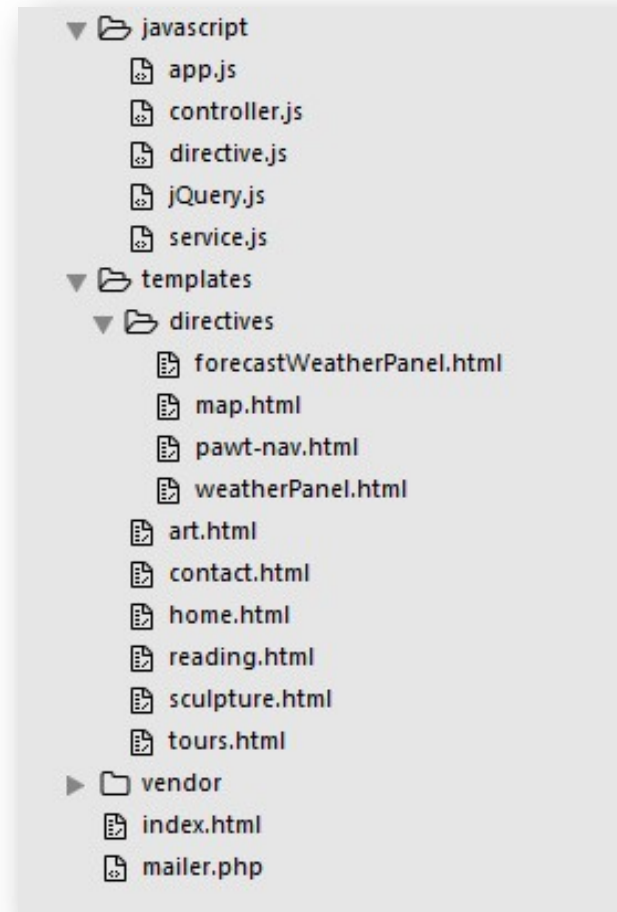 javascript
app.js
controller.js
directive.js
jQuery.js
service.js
templates
directives
forecastWeatherPanel.html
map.html
pawt-nav.html
weatherPanel.html
art.html
contact.html
home.html
reading.html
sculpture.html
tours.html
vendor
index.html
mailer.php